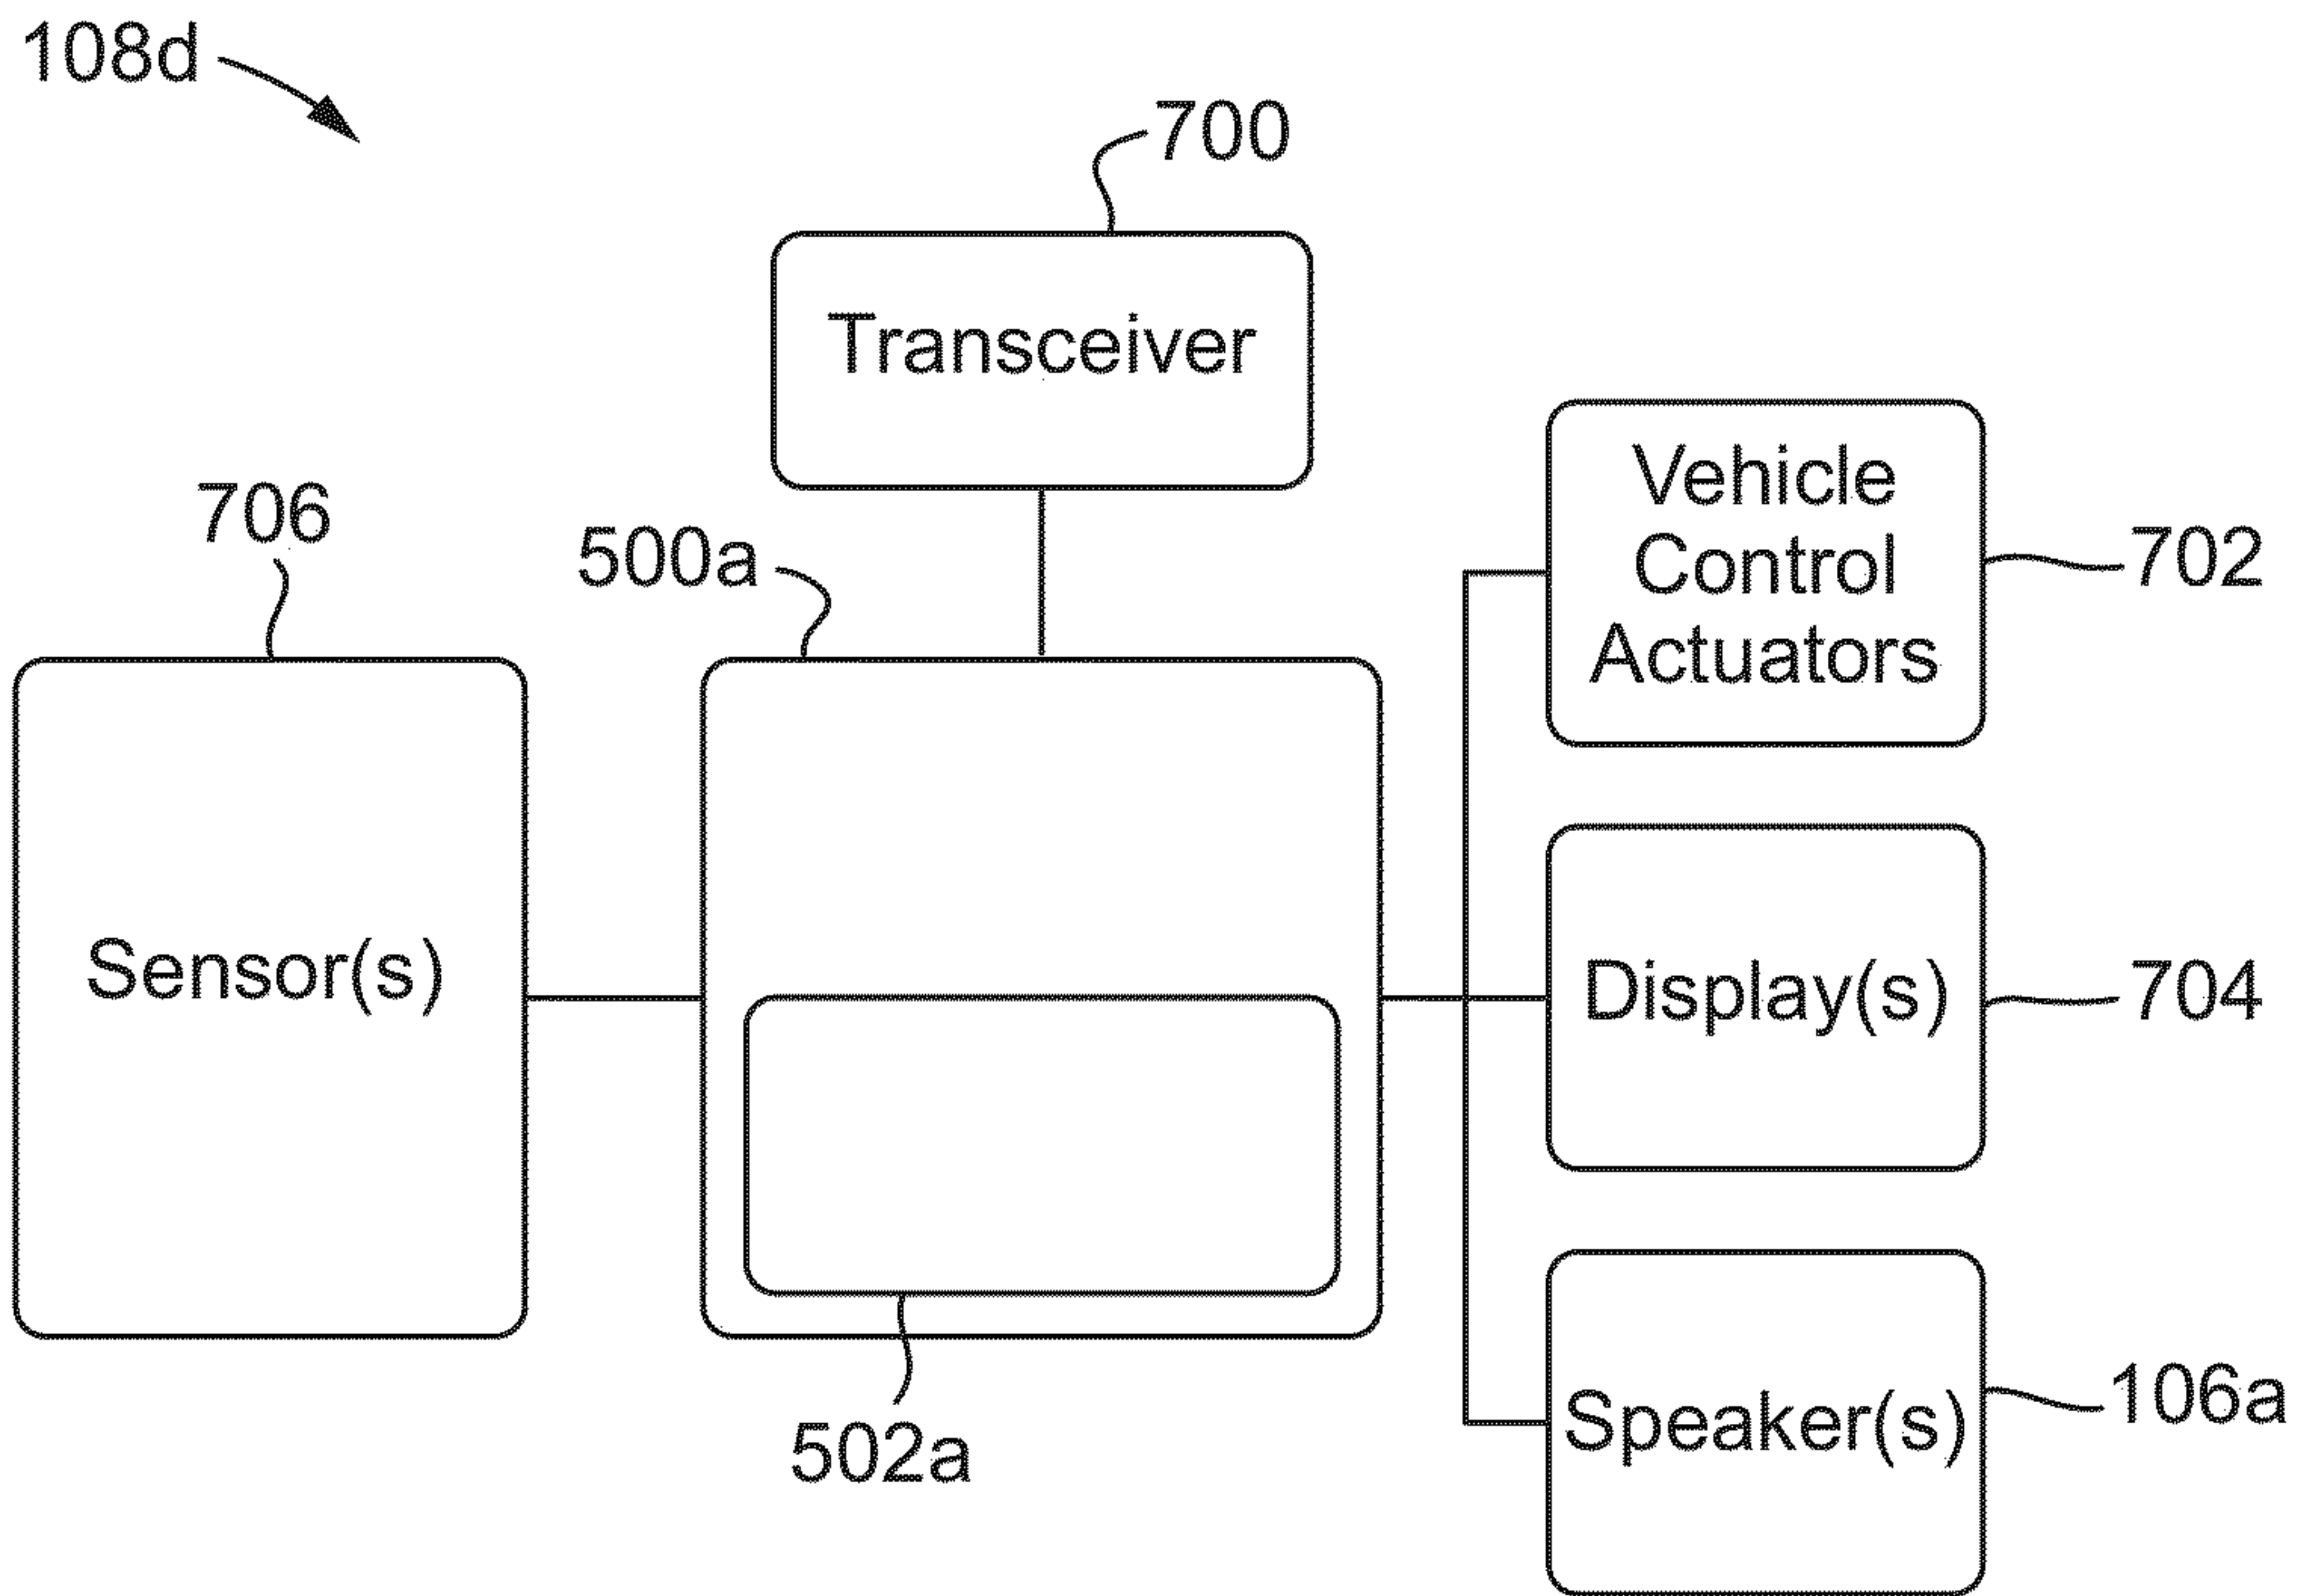 108d
700
Transceiver
706
500a
Vehicle
Control
Actuators
702
Sensor(s)
Display(s)
704
502a
Speaker(s)
106a